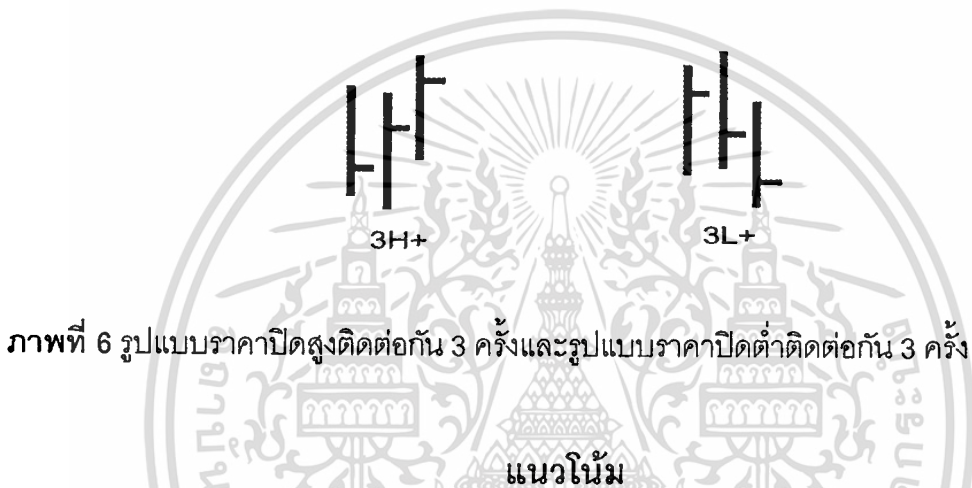 3H+ 3L+
ภาพที่ 6 รูปแบบราคาปิดสูงติดต่อกัน 3 ครั้งและรูปแบบราคาปิดต่ำติดต่อกัน 3 ครั้ง
แนวโน้ม